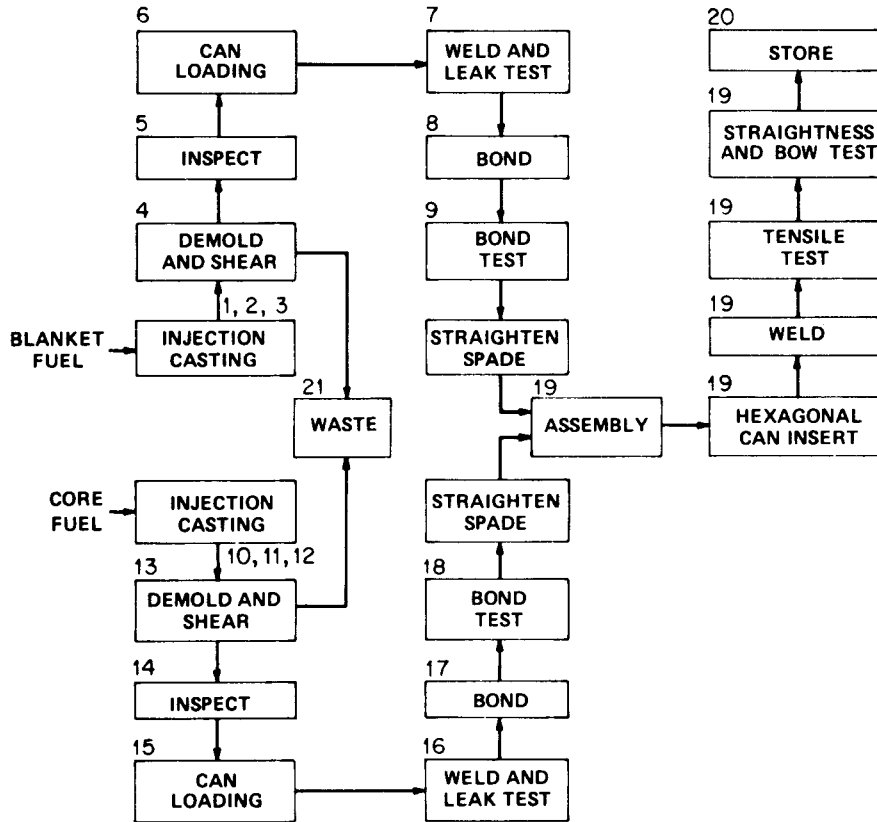 6
CAN
LOADING
5
INSPECT
4
DEMOLD
AND SHEAR
1, 2, 3
BLANKET
FUEL
INJECTION
CASTING
21
WASTE
CORE
FUEL
INJECTION
CASTING
10, 11, 12
13
DEMOLD AND
SHEAR
14
INSPECT
15
CAN
LOADING
7
WELD AND
LEAK TEST
8
BOND
9
BOND
TEST
STRAIGHTEN
SPADE
19
ASSEMBLY
STRAIGHTEN
SPADE
18
BOND
TEST
17
BOND
16
WELD AND
LEAK TEST
20
STORE
19
STRAIGHTNESS
AND BOW TEST
19
TENSILE
TEST
19
WELD
19
HEXAGONAL
CAN INSERT